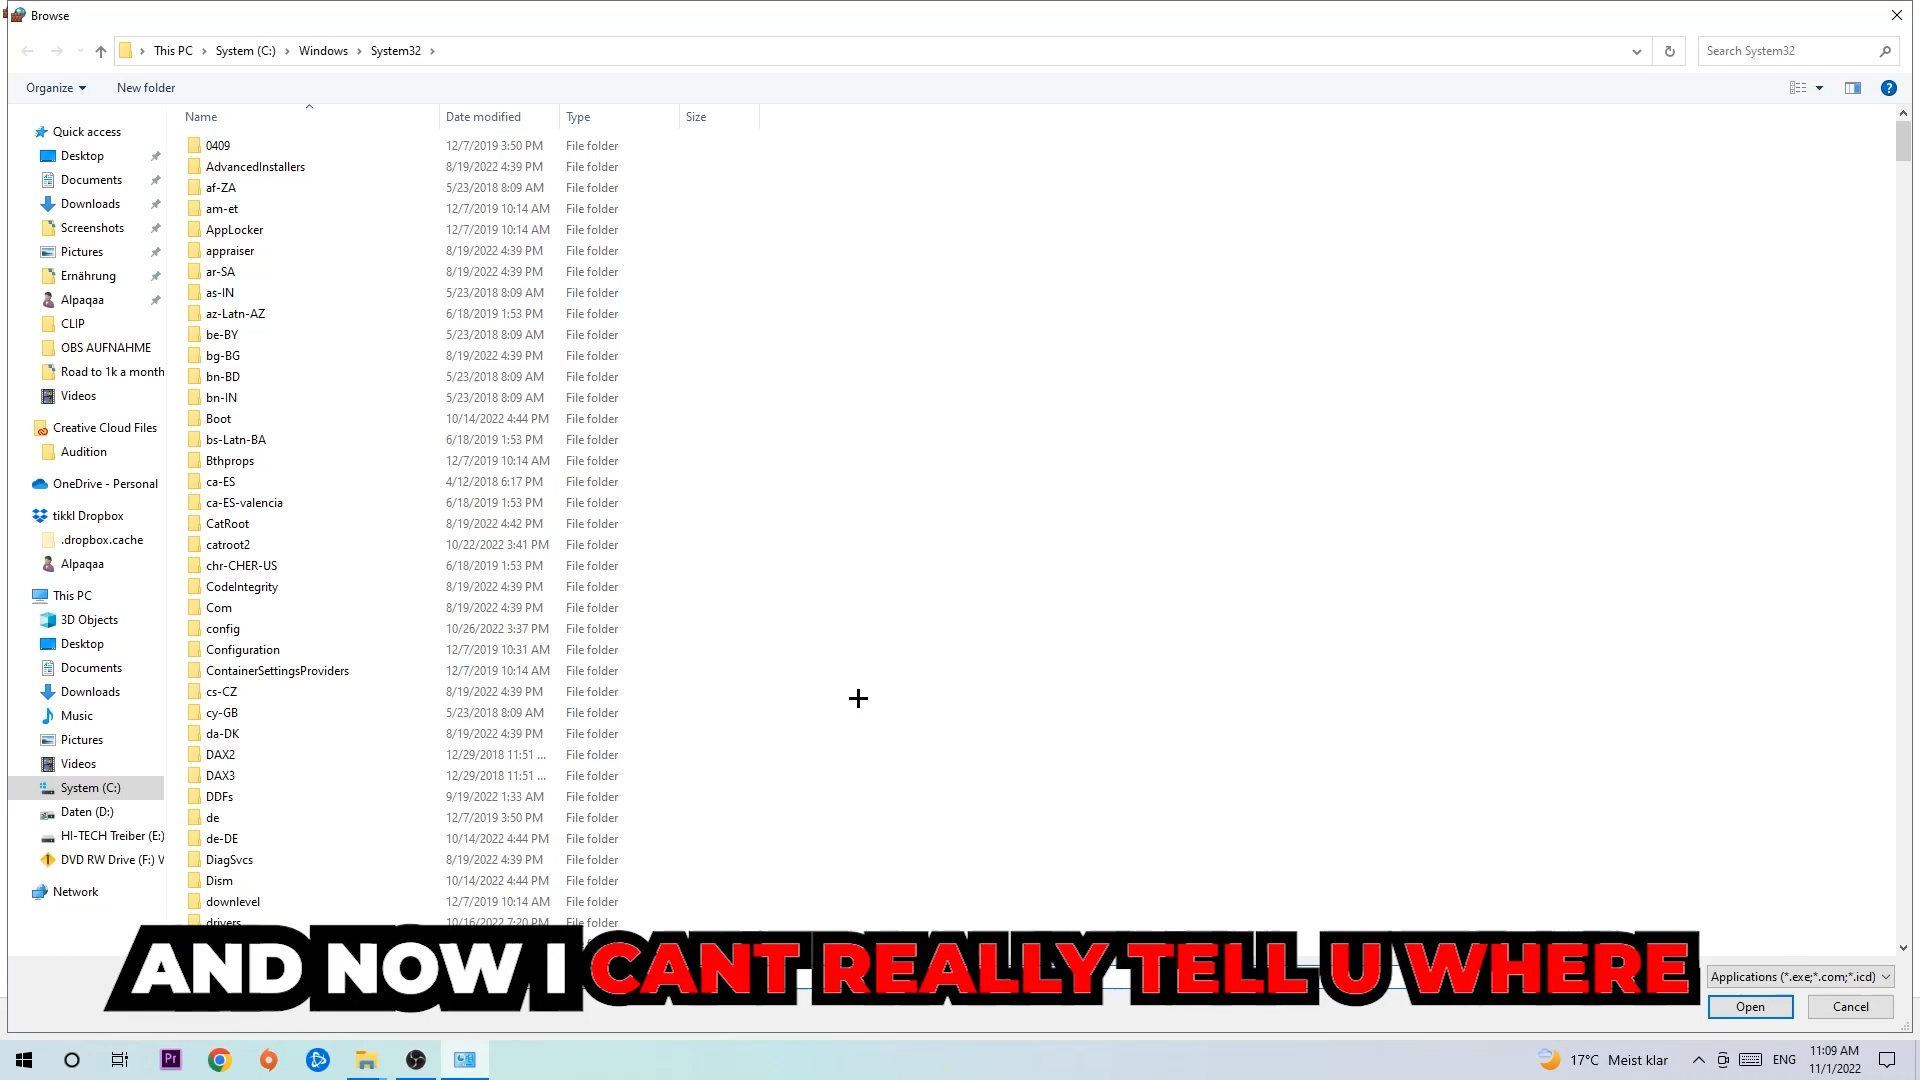 Browse
This PC > System (C:) > Windows > System32 >
Search System32
Organize
New folder
Name
Date modified
Type
Size
Quick access
Desktop
Documents
Downloads
Screenshots
Pictures
Ernährung
Alpaqaa
CLIP
OBS AUFNAHME
Road to 1k a month
Videos
Creative Cloud Files
Audition
OneDrive - Personal
tikkl Dropbox
.dropbox.cache
Alpaqaa
This PC
3D Objects
Desktop
Documents
Downloads
Music
Pictures
Videos
System (C:)
Daten (D:)
HI-TECH Treiber (E:)
DVD RW Drive (F:) V
Network
0409 12/7/2019 3:50 PM File folder
AdvancedInstallers 8/19/2022 4:39 PM File folder
af-ZA 5/23/2018 8:09 AM File folder
am-et 12/7/2019 10:14 AM File folder
AppLocker 12/7/2019 10:14 AM File folder
appraiser 8/19/2022 4:39 PM File folder
ar-SA 8/19/2022 4:39 PM File folder
as-IN 5/23/2018 8:09 AM File folder
az-Latn-AZ 6/18/2019 1:53 PM File folder
be-BY 5/23/2018 8:09 AM File folder
bg-BG 8/19/2022 4:39 PM File folder
bn-BD 5/23/2018 8:09 AM File folder
bn-IN 5/23/2018 8:09 AM File folder
Boot 10/14/2022 4:44 PM File folder
bs-Latn-BA 6/18/2019 1:53 PM File folder
Bthprops 12/7/2019 10:14 AM File folder
ca-ES 4/12/2018 6:17 PM File folder
ca-ES-valencia 6/18/2019 1:53 PM File folder
CatRoot 8/19/2022 4:42 PM File folder
catroot2 10/22/2022 3:41 PM File folder
chr-CHER-US 6/18/2019 1:53 PM File folder
CodeIntegrity 8/19/2022 4:39 PM File folder
Com 8/19/2022 4:39 PM File folder
config 10/26/2022 3:37 PM File folder
Configuration 12/7/2019 10:31 AM File folder
ContainerSettingsProviders 12/7/2019 10:14 AM File folder
cs-CZ 8/19/2022 4:39 PM File folder
cy-GB 5/23/2018 8:09 AM File folder
da-DK 8/19/2022 4:39 PM File folder
DAX2 12/29/2018 11:51 ... File folder
DAX3 12/29/2018 11:51 ... File folder
DDFs 9/19/2022 1:33 AM File folder
de 12/7/2019 3:50 PM File folder
de-DE 10/14/2022 4:44 PM File folder
DiagSvcs 8/19/2022 4:39 PM File folder
Dism 10/14/2022 4:44 PM File folder
downlevel 12/7/2019 10:14 AM File folder
drivers 10/16/2022 7:20 PM File folder
AND NOW I CANT REALLY TELL U WHERE
Applications (*.exe;*.com;*.icd)
Open
Cancel
Pr
17°C Meist klar
ENG
11:09 AM
11/1/2022